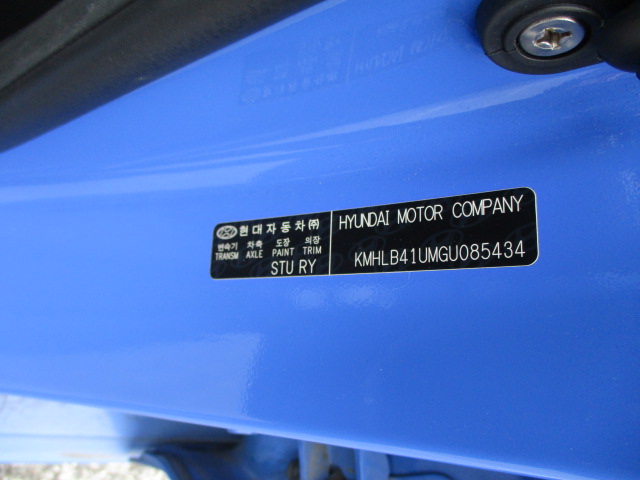 현대자동차㈜
변속기 차축 도장 의장
TRANSM AXLE PAINT TRIM
STU RY
HYUNDAI MOTOR COMPANY
KMHLB41UMGU085434